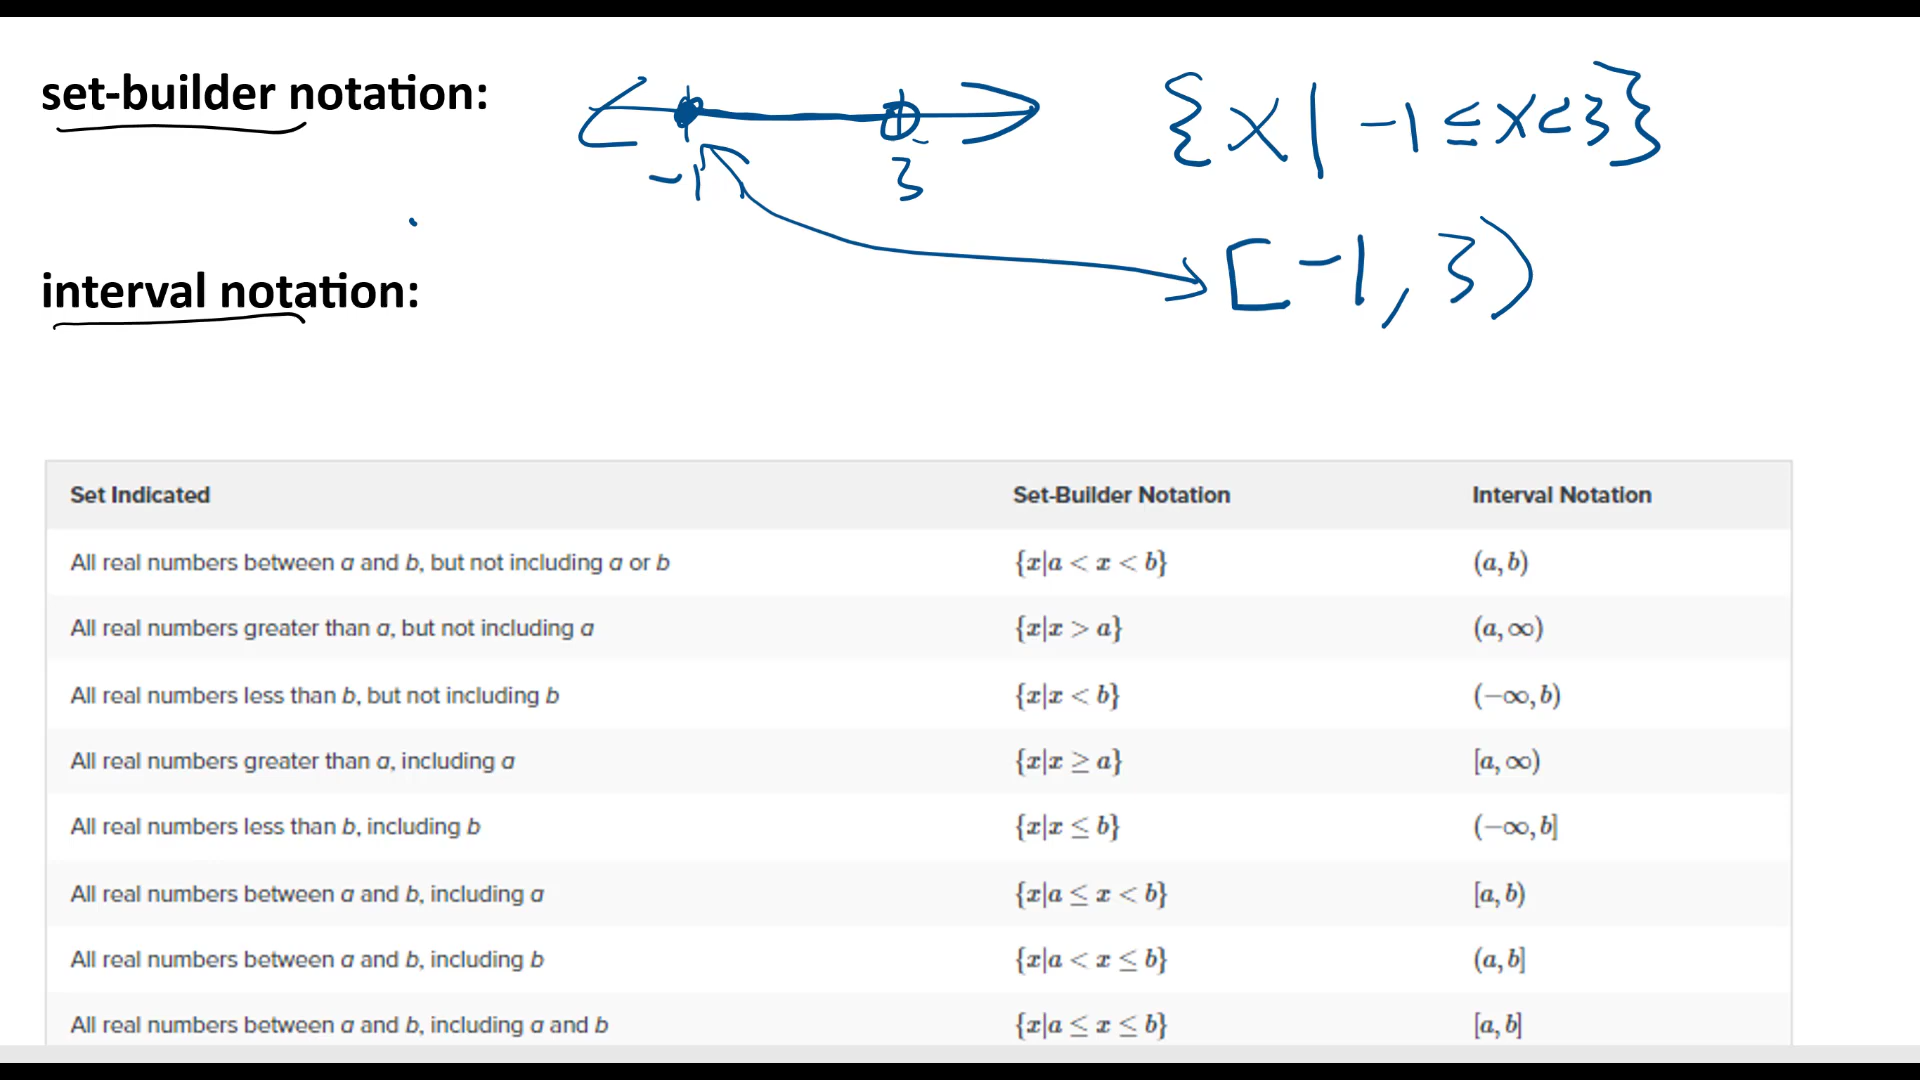 set-builder notation:
-1
3
{x | -1 ≤ x < 3}
interval notation:
[-1, 3)
Set Indicated Set-Builder Notation Interval Notation
All real numbers between a and b, but not including a or b {x|a < x < b} (a, b)
All real numbers greater than a, but not including a {x|x > a} (a, ∞)
All real numbers less than b, but not including b {x|x < b} (−∞, b)
All real numbers greater than a, including a {x|x ≥ a} [a, ∞)
All real numbers less than b, including b {x|x ≤ b} (−∞, b]
All real numbers between a and b, including a {x|a ≤ x < b} [a, b)
All real numbers between a and b, including b {x|a < x ≤ b} (a, b]
All real numbers between a and b, including a and b {x|a ≤ x ≤ b} [a, b]